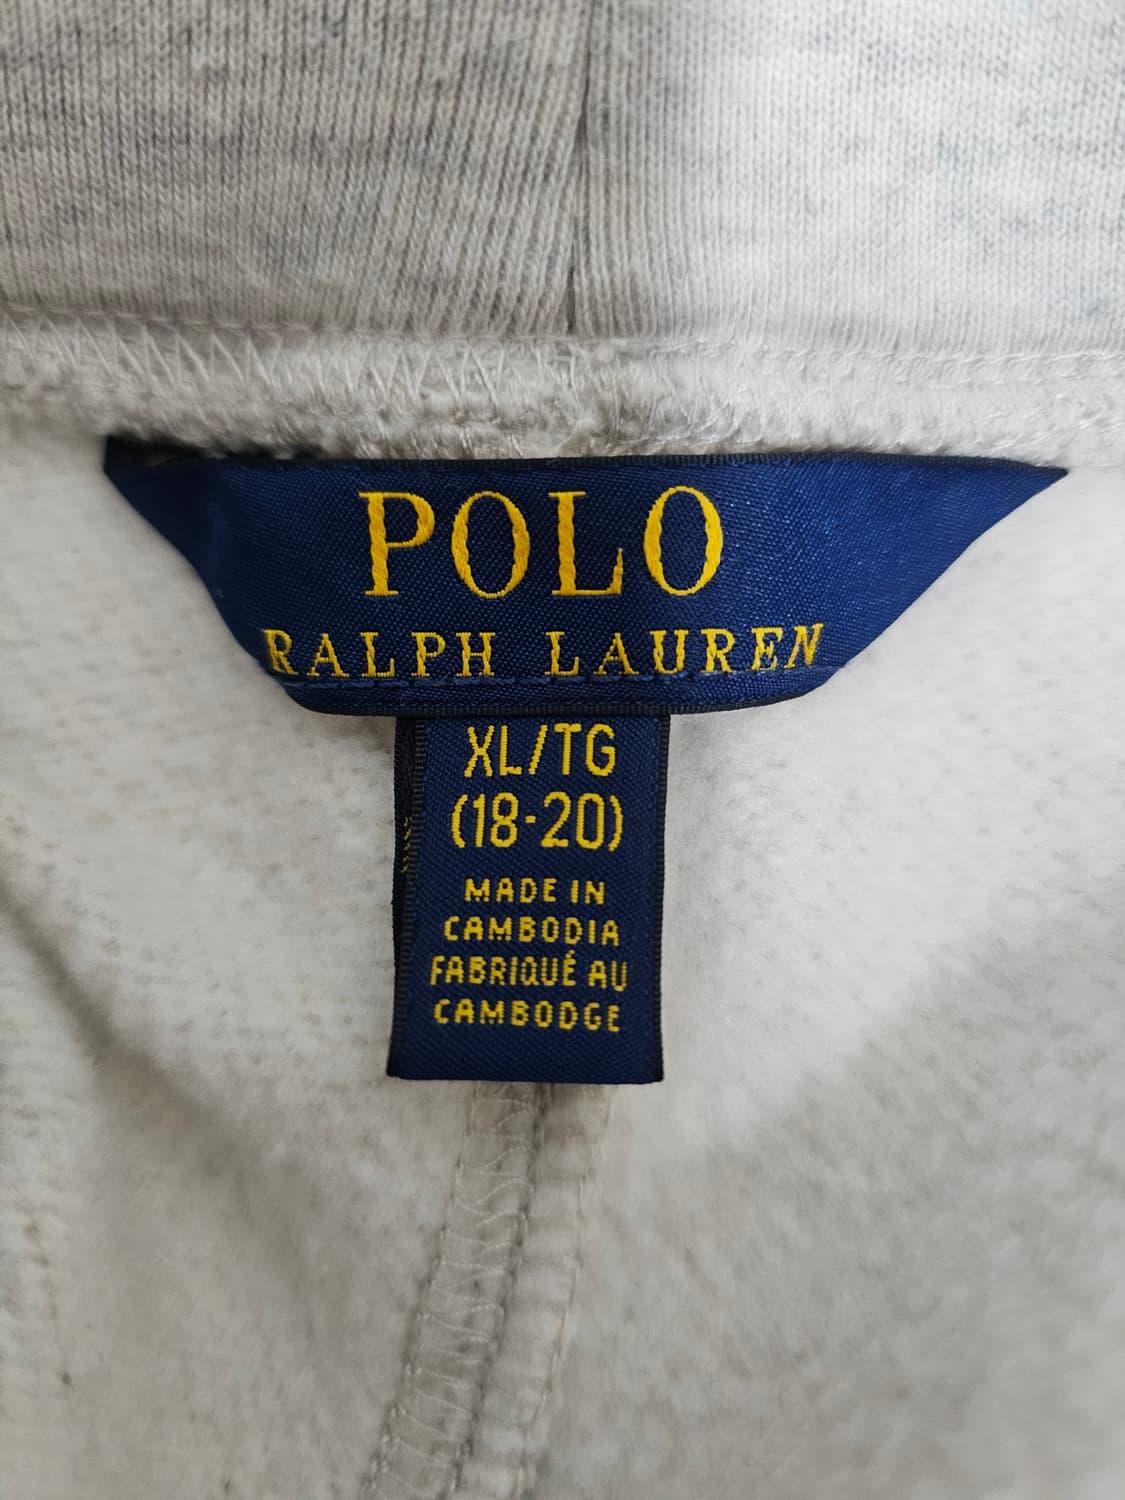 POLO
RALPH LAUREN
XL/TG
(18-20)
MADE IN
CAMBODIA
FABRIQUÉ AU
CAMBODGE